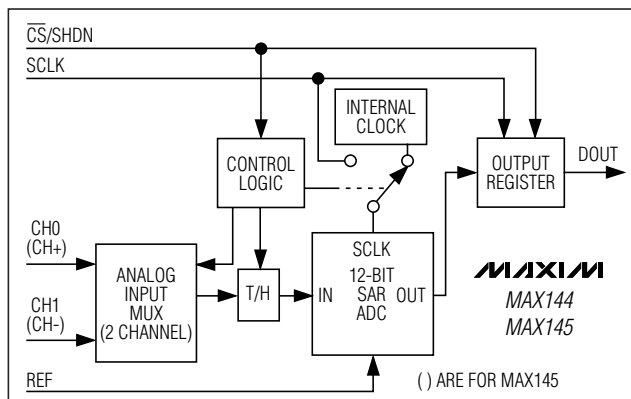 CS/SHDN
SCLK
INTERNAL
CLOCK
CONTROL
LOGIC
OUTPUT
REGISTER
DOUT
CH0
(CH+)
CH1
(CH-)
ANALOG
INPUT
MUX
(2 CHANNEL)
T/H
SCLK
IN
12-BIT
SAR
ADC
OUT
MAXIM
MAX144
MAX145
REF
( ) ARE FOR MAX145